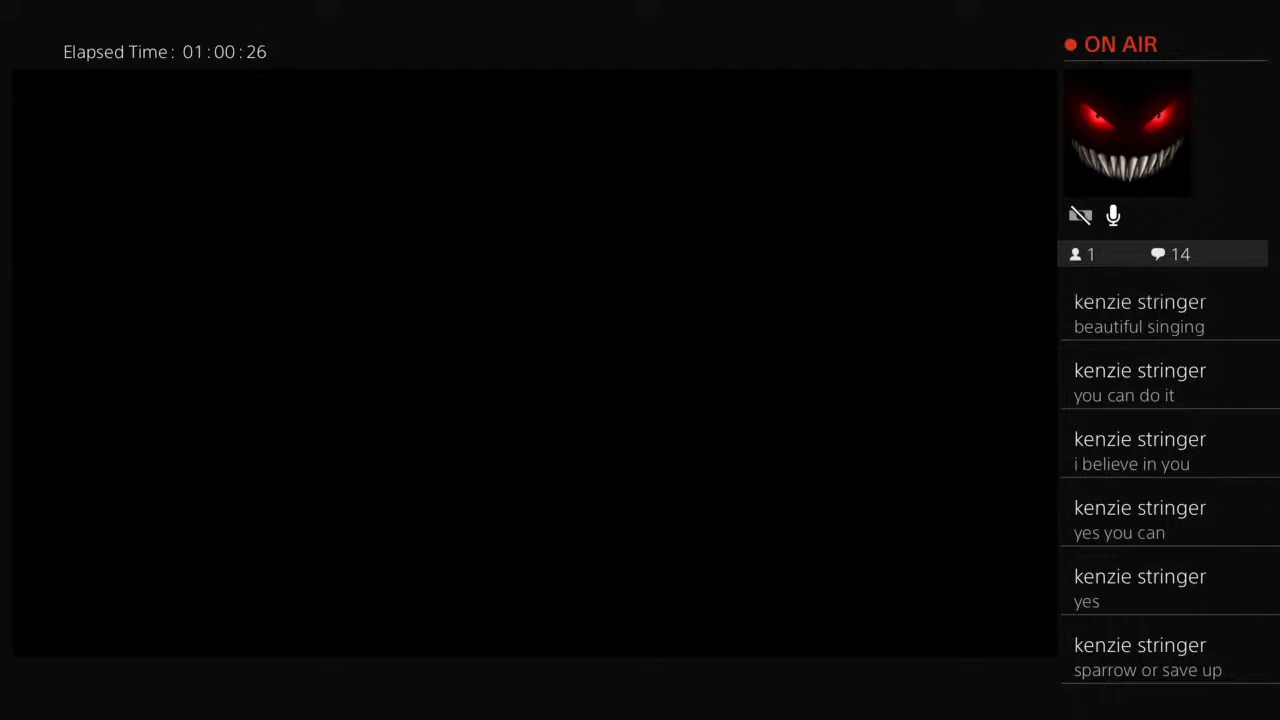 Elapsed Time: 01:00:26
ON AIR
1 14
kenzie stringer
beautiful singing
kenzie stringer
you can do it
kenzie stringer
i believe in you
kenzie stringer
yes you can
kenzie stringer
yes
kenzie stringer
sparrow or save up